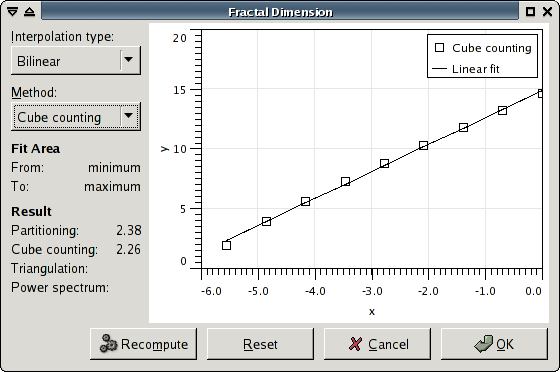 Fractal Dimension
Interpolation type:
Bilinear
Method:
Cube counting
Fit Area
From: minimum
To: maximum
Result
Partitioning: 2.38
Cube counting: 2.26
Triangulation:
Power spectrum:
20
15
10
5
0
y
Cube counting
Linear fit
-6.0 -5.0 -4.0 -3.0 -2.0 -1.0 0.0
x
Recompute Reset Cancel OK